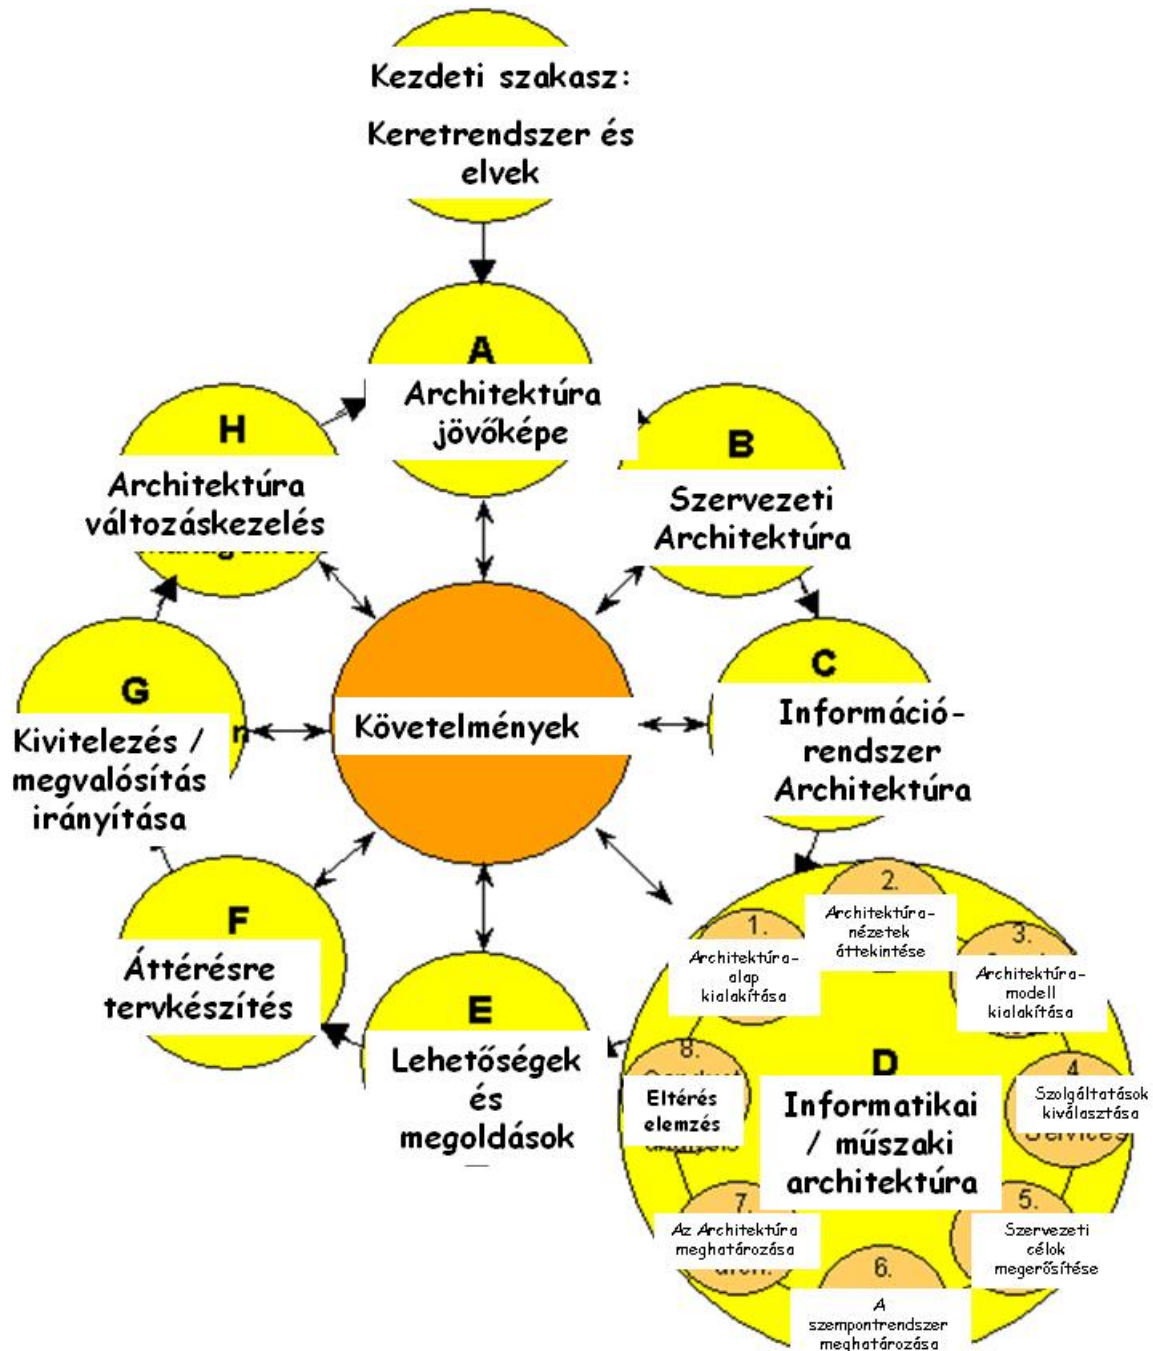 Kezdeti szakasz:
Keretrendszer és
elvek
A
Architektúra
jövőképe
H
Architektúra
változáskezelés
B
Szervezeti
Architektúra
G
Kivitelezés /
megvalósítás
irányítása
n
Követelmények
C
Információ-
rendszer
Architektúra
F
Áttérésre
tervkészítés
E
Lehetőségek
és
megoldások
D
Informatikai
/ műszaki
architektúra
1.
Architektúra-
alap
kialakítása
2.
Architektúra-
nézetek
áttekintése
3.
Architektúra-
modell
kialakítása
4.
Szolgáltatások
kiválasztása
Services
5.
Szervezeti
célok
megerősítése
6.
A
szempontrendszer
meghatározása
7.
Az Architektúra
meghatározása
arch.
8.
Eltérés
elemzés